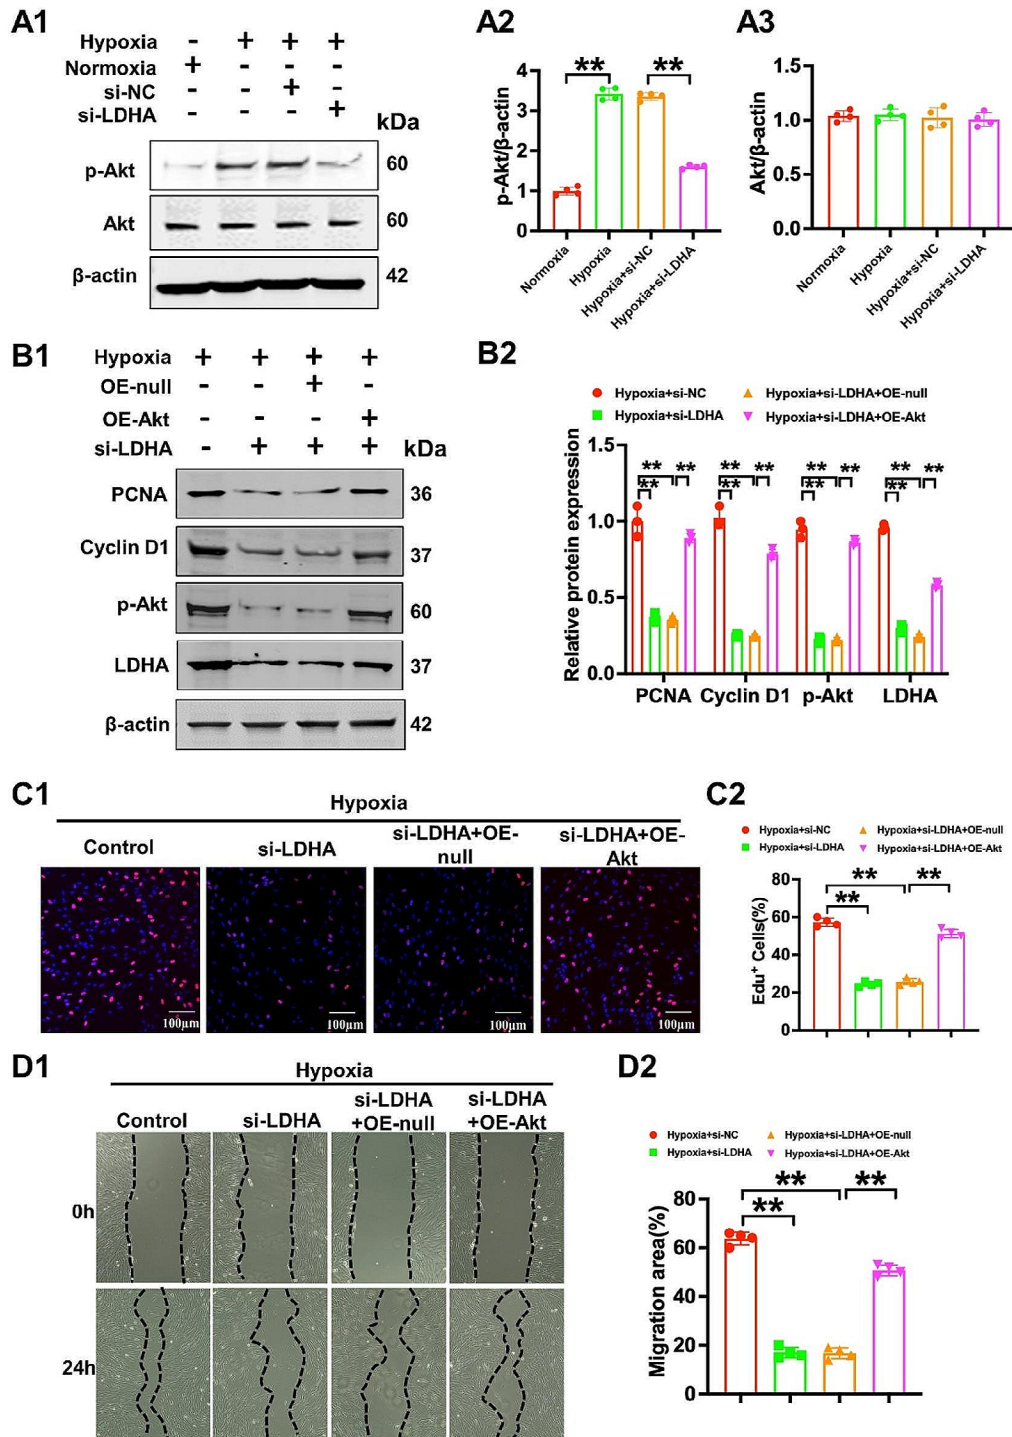 A1
Hypoxia - + + +
Normoxia + - - -
si-NC - - + -
si-LDHA - - - +
kDa
p-Akt 60
Akt 60
β-actin 42
A2
p-Akt/β-actin
4
3
2
1
0
** **
Normoxia
Hypoxia
Hypoxia+si-NC
Hypoxia+si-LDHA
A3
Akt/β-actin
1.5
1.0
0.5
0.0
Normoxia
Hypoxia
Hypoxia+si-NC
Hypoxia+si-LDHA
B1
Hypoxia + + + +
OE-null - - + -
OE-Akt - - - +
si-LDHA - + + +
kDa
PCNA 36
Cyclin D1 37
p-Akt 60
LDHA 37
β-actin 42
B2
Hypoxia+si-NC
Hypoxia+si-LDHA
Hypoxia+si-LDHA+OE-null
Hypoxia+si-LDHA+OE-Akt
Relative protein expression
1.5
1.0
0.5
0.0
** ** ** ** ** ** ** **
** ** ** **
PCNA Cyclin D1 p-Akt LDHA
C1
Hypoxia
Control
si-LDHA
si-LDHA+OE-
null
si-LDHA+OE-
Akt
100μm 100μm 100μm 100μm
C2
Hypoxia+si-NC
Hypoxia+si-LDHA
Hypoxia+si-LDHA+OE-null
Hypoxia+si-LDHA+OE-Akt
Edu⁺ Cells(%)
80
60
40
20
0
** **
**
D1
Hypoxia
Control
si-LDHA
si-LDHA
+OE-null
si-LDHA
+OE-Akt
0h
24h
D2
Hypoxia+si-NC
Hypoxia+si-LDHA
Hypoxia+si-LDHA+OE-null
Hypoxia+si-LDHA+OE-Akt
Migration area(%)
80
60
40
20
0
** **
**